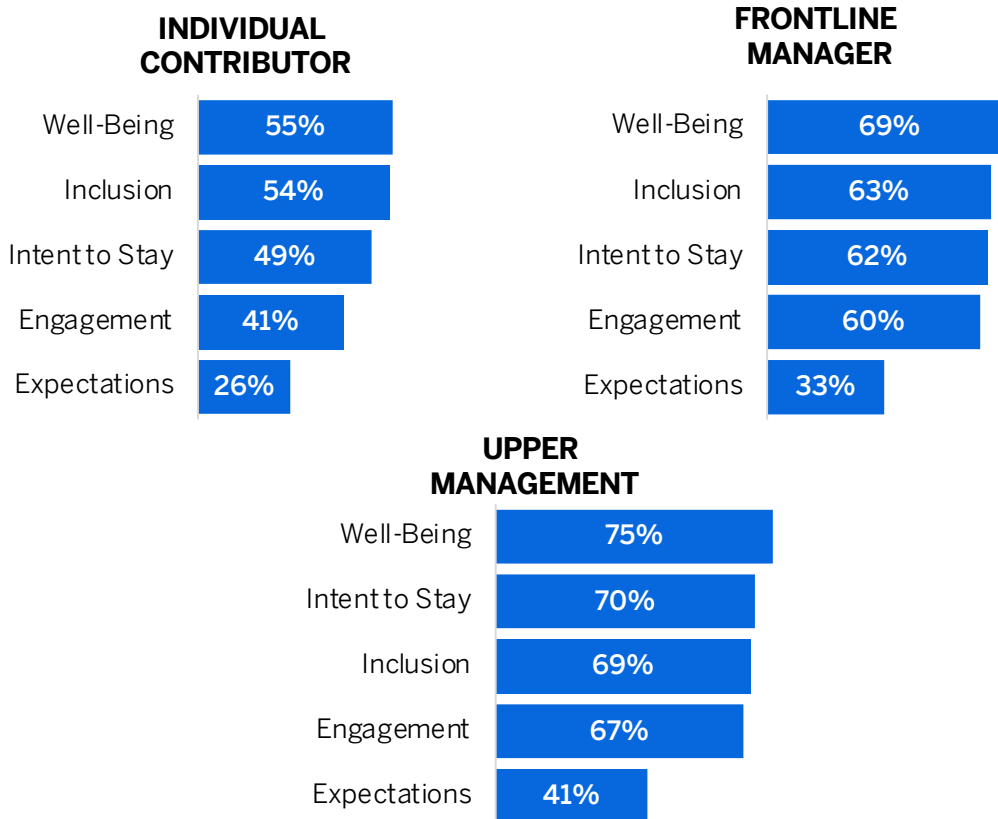 INDIVIDUAL
CONTRIBUTOR
Well-Being 55%
Inclusion 54%
Intent to Stay 49%
Engagement 41%
Expectations 26%
FRONTLINE
MANAGER
Well-Being 69%
Inclusion 63%
Intent to Stay 62%
Engagement 60%
Expectations 33%
UPPER
MANAGEMENT
Well-Being 75%
Intent to Stay 70%
Inclusion 69%
Engagement 67%
Expectations 41%